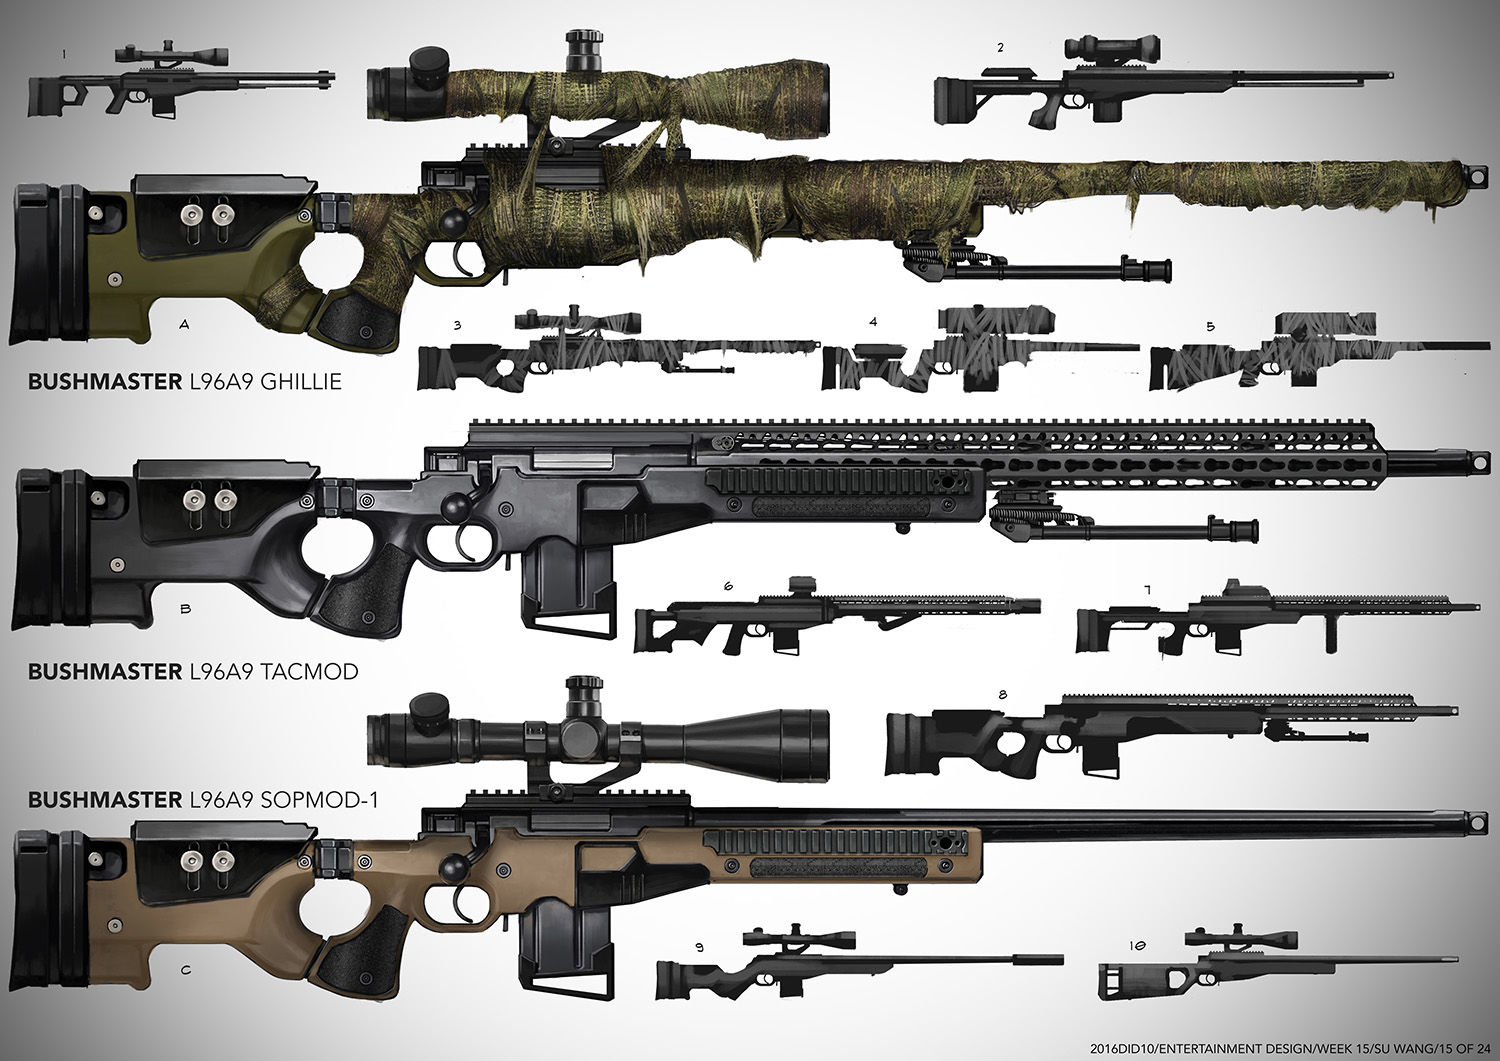 1
2
A
3
4
5
BUSHMASTER L96A9 GHILLIE
B
6
7
BUSHMASTER L96A9 TACMOD
8
BUSHMASTER L96A9 SOPMOD-1
C
9
10
2016DID10/ENTERTAINMENT DESIGN/WEEK 15/SU WANG/15 OF 24